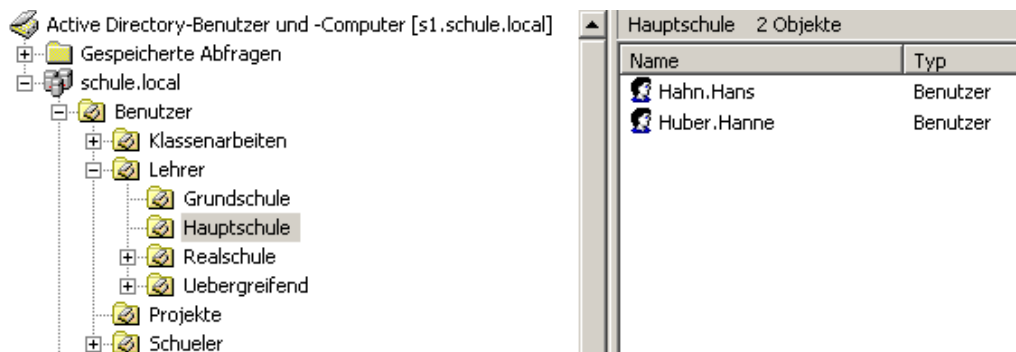 Active Directory-Benutzer und -Computer [s1.schule.local]
Gespeicherte Abfragen
schule.local
Benutzer
Klassenarbeiten
Lehrer
Grundschule
Hauptschule
Realschule
Uebergreifend
Projekte
Schueler
Hauptschule 2 Objekte
Name Typ
Hahn.Hans Benutzer
Huber.Hanne Benutzer